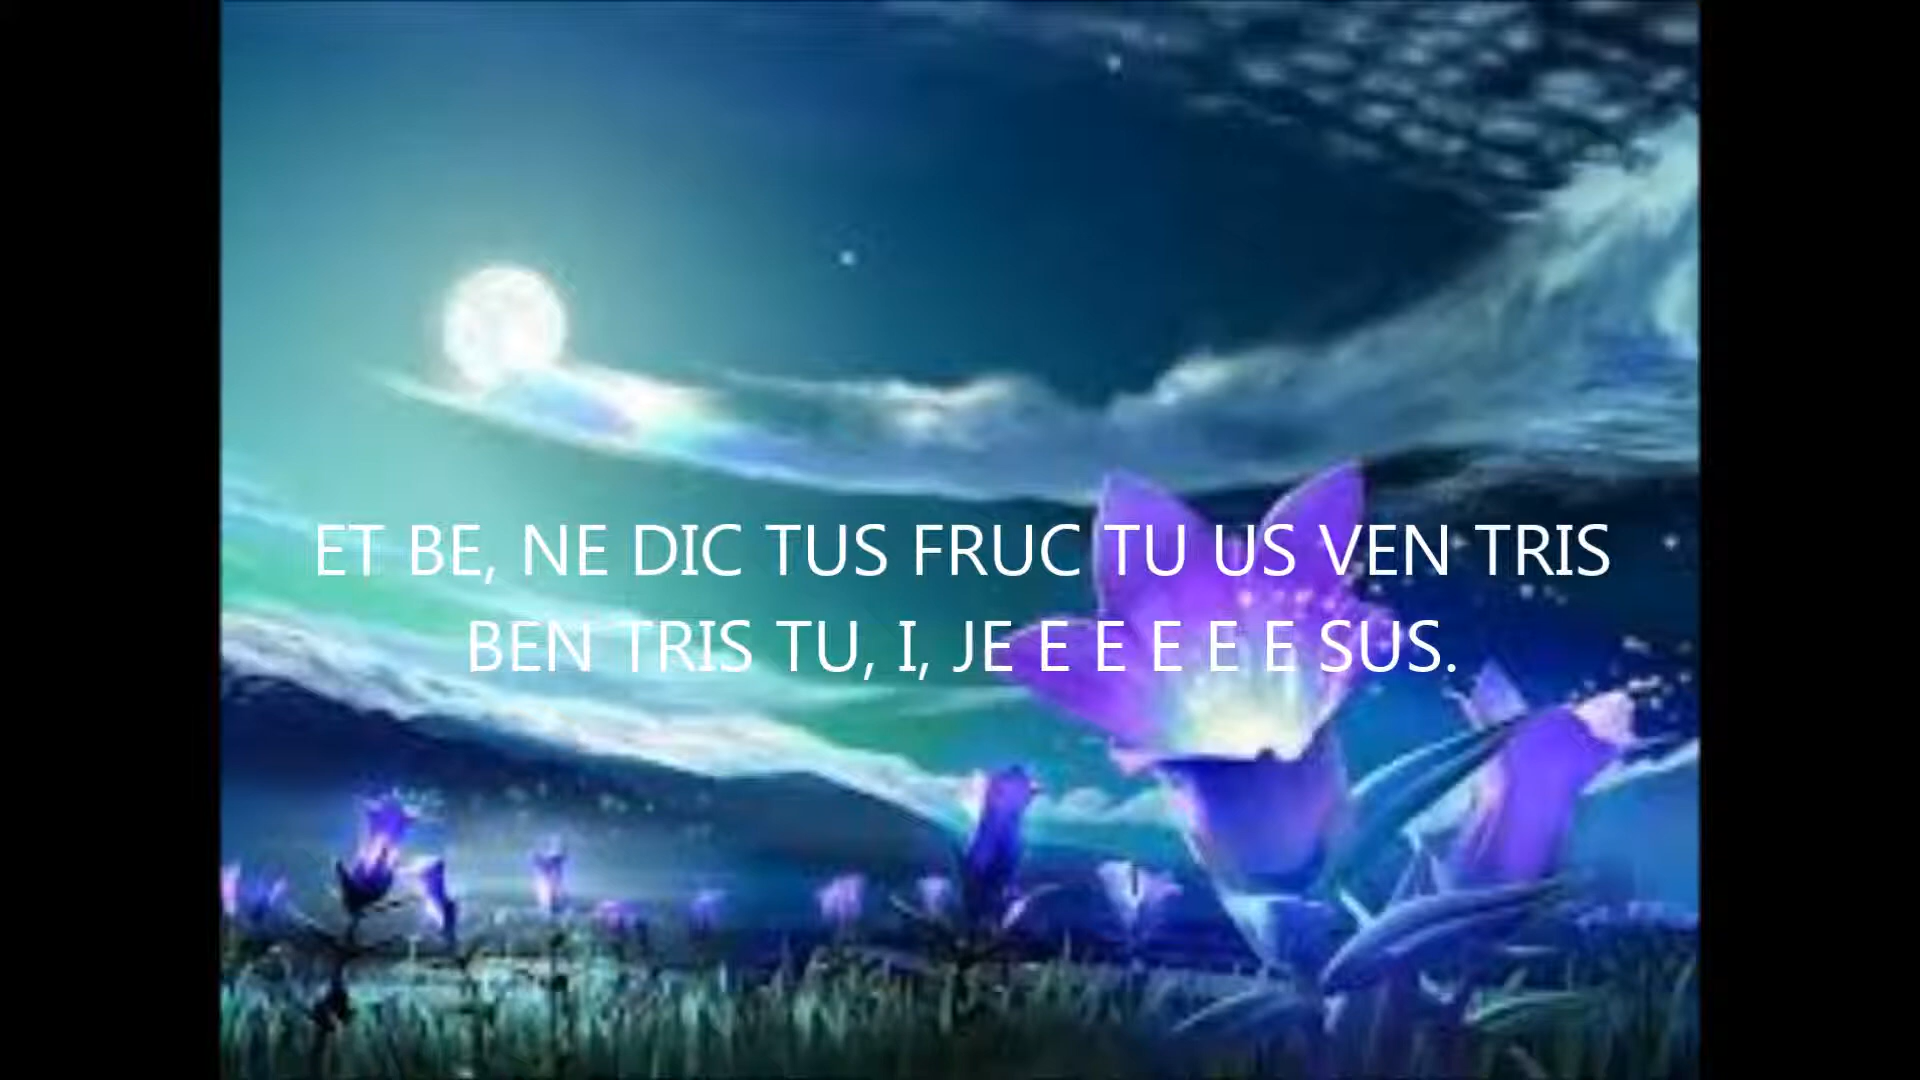 ET BE, NE DIC TUS FRUC TU US VEN TRIS
BEN TRIS TU, I, JE E E E E E SUS.